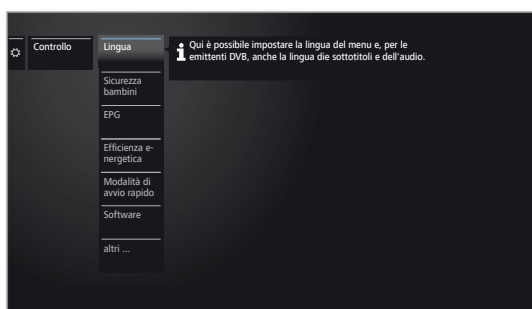 Controllo
Lingua
Qui è possibile impostare la lingua del menu e, per le
emittenti DVB, anche la lingua die sottotitoli e dell'audio.
Sicurezza
bambini
EPG
Efficienza e-
nergetica
Modalità di
avvio rapido
Software
altri ...